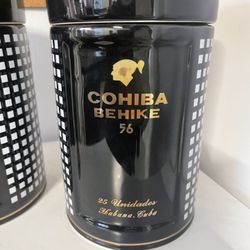 COHIBA
BEHIKE
56
25 Unidades
Habana, Cuba